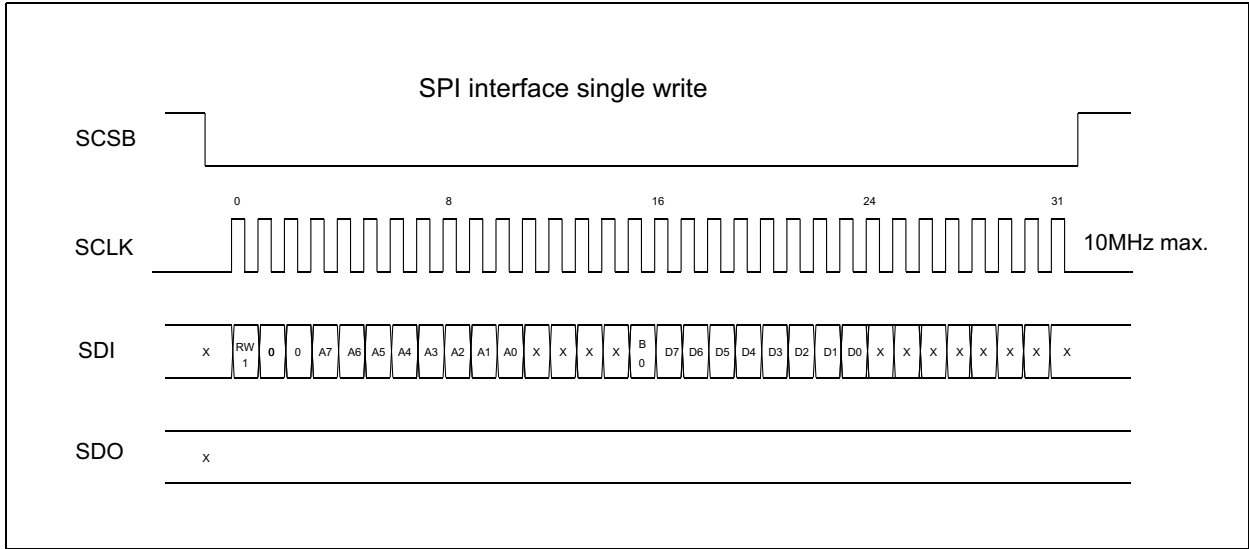 SPI interface single write
SCSB
0 8 16 24 31
SCLK 10MHz max.
SDI X RW 1 0 0 A7 A6 A5 A4 A3 A2 A1 A0 X X X X B 0 D7 D6 D5 D4 D3 D2 D1 D0 X X X X X X X X
SDO X